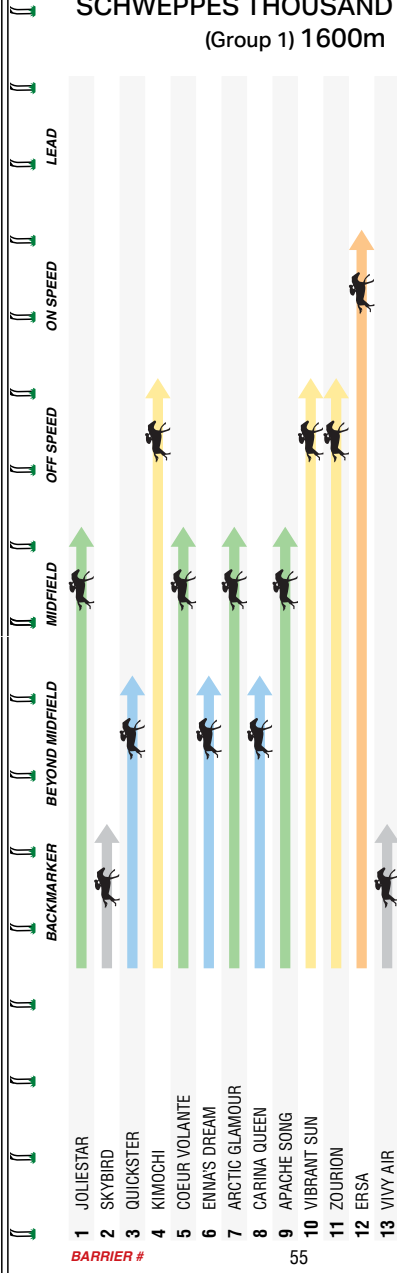 SCHWEPPES THOUSAND
(Group 1) 1600m
LEAD
ON SPEED
OFF SPEED
MIDFIELD
BEYOND MIDFIELD
BACKMARKER
1 JOLIESTAR
2 SKYBIRD
3 QUICKSTER
4 KIMOCHI
5 COEUR VOLANTE
6 ENNA'S DREAM
7 ARCTIC GLAMOUR
8 CARINA QUEEN
9 APACHE SONG
10 VIBRANT SUN
11 ZOURION
12 ERSA
13 VIVY AIR
BARRIER #
55